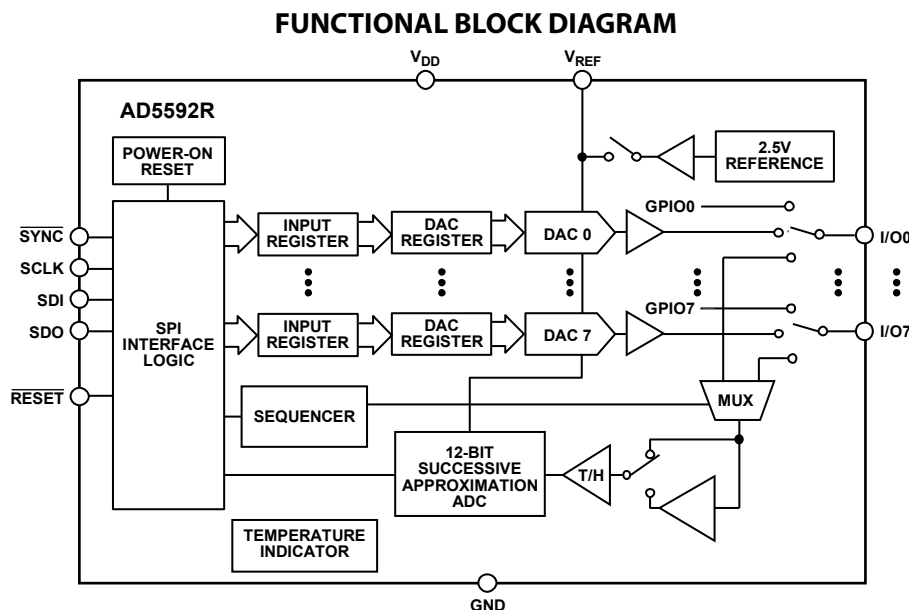 FUNCTIONAL BLOCK DIAGRAM
VDD
VREF
AD5592R
POWER-ON
RESET
2.5V
REFERENCE
SYNC
SCLK
SDI
SDO
RESET
SPI
INTERFACE
LOGIC
INPUT
REGISTER
DAC
REGISTER
DAC 0
GPIO0
I/O0
INPUT
REGISTER
DAC
REGISTER
DAC 7
GPIO7
I/O7
SEQUENCER
MUX
12-BIT
SUCCESSIVE
APPROXIMATION
ADC
T/H
TEMPERATURE
INDICATOR
GND